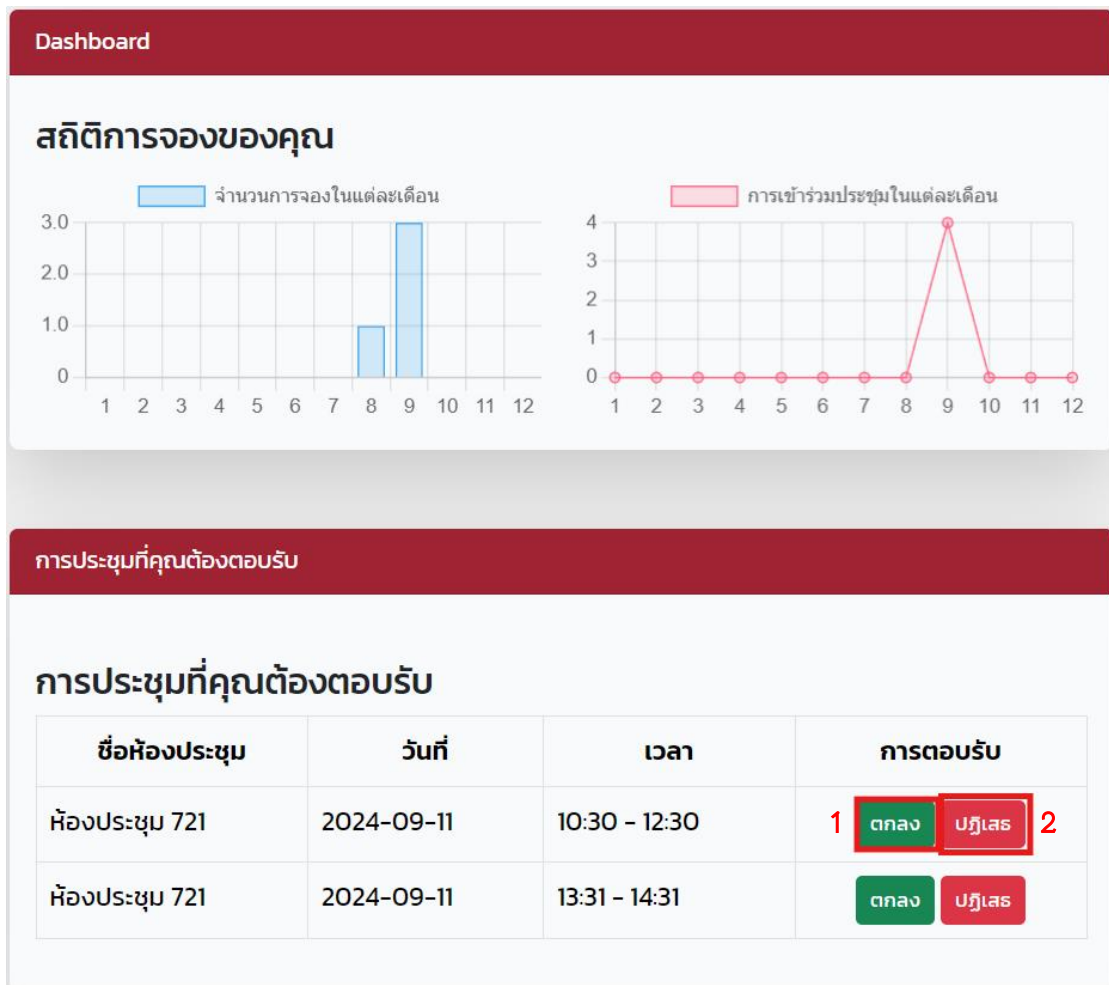 Dashboard
สถิติการจองของคุณ
จำนวนการจองในแต่ละเดือน
3.0
2.0
1.0
0
1 2 3 4 5 6 7 8 9 10 11 12
การเข้าร่วมประชุมในแต่ละเดือน
4
3
2
1
0
1 2 3 4 5 6 7 8 9 10 11 12
การประชุมที่คุณต้องตอบรับ
การประชุมที่คุณต้องตอบรับ
ชื่อห้องประชุม วันที่ เวลา การตอบรับ
ห้องประชุม 721 2024-09-11 10:30 - 12:30 1 ตกลง ปฏิเสธ 2
ห้องประชุม 721 2024-09-11 13:31 - 14:31 ตกลง ปฏิเสธ